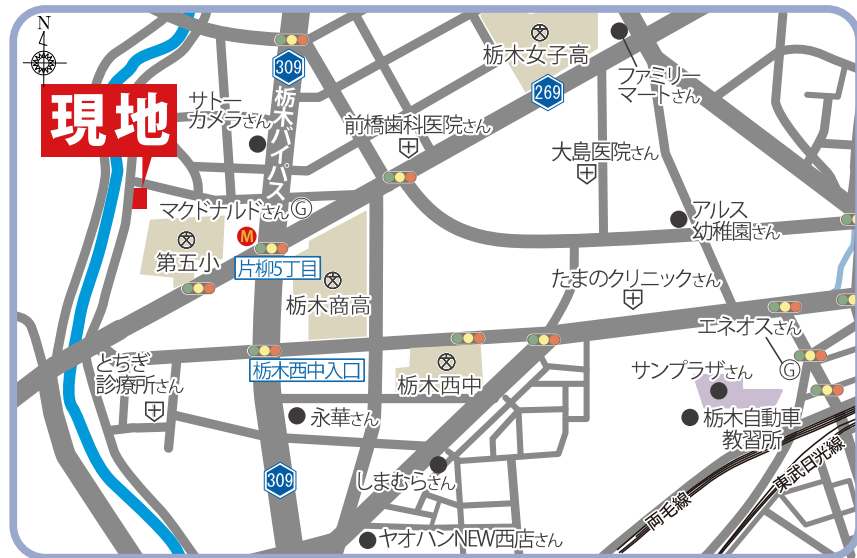 N
現地
サトー
カメラさん
309
栃木バイパス
栃木女子高
269
ファミリー
マートさん
前橋歯科医院さん
大島医院さん
マクドナルドさん G
M
第五小
片柳5丁目
栃木商高
アルス
幼稚園さん
たまのクリニックさん
エネオスさん
G
とちぎ
診療所さん
栃木西中入口
栃木西中
サンプラザさん
永華さん
栃木自動車
教習所
309
しまむらさん
両毛線
東武日光線
ヤオハンNEW西店さん